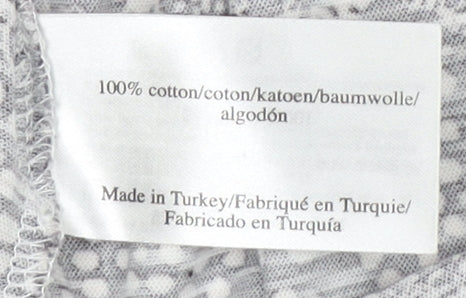 100% cotton/coton/katoen/baumwolle/
algodón
Made in Turkey/Fabriqué en Turquie/
Fabricado en Turquía